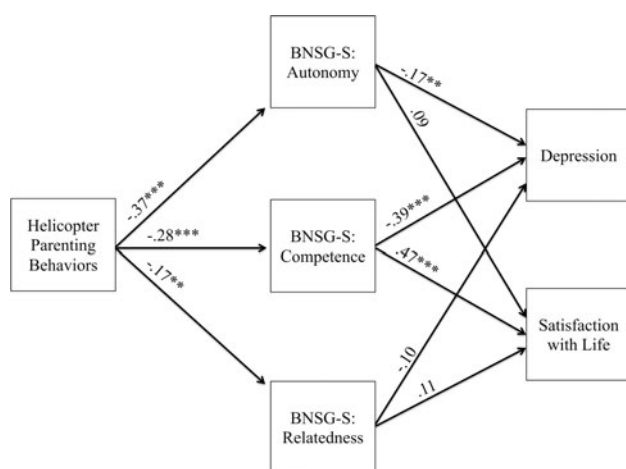 BNSG-S:
Autonomy
-.17**
.09
Depression
-.37***
Helicopter
Parenting
Behaviors
-.28***
BNSG-S:
Competence
-.39***
.47***
-.17**
Satisfaction
with Life
-.10
.11
BNSG-S:
Relatedness